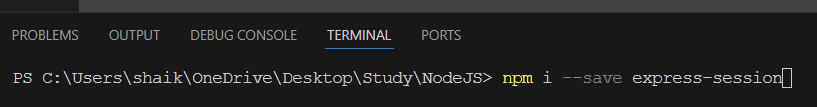 PROBLEMS OUTPUT DEBUG CONSOLE TERMINAL PORTS
PS C:\Users\shaik\OneDrive\Desktop\Study\NodeJS> npm i --save express-session